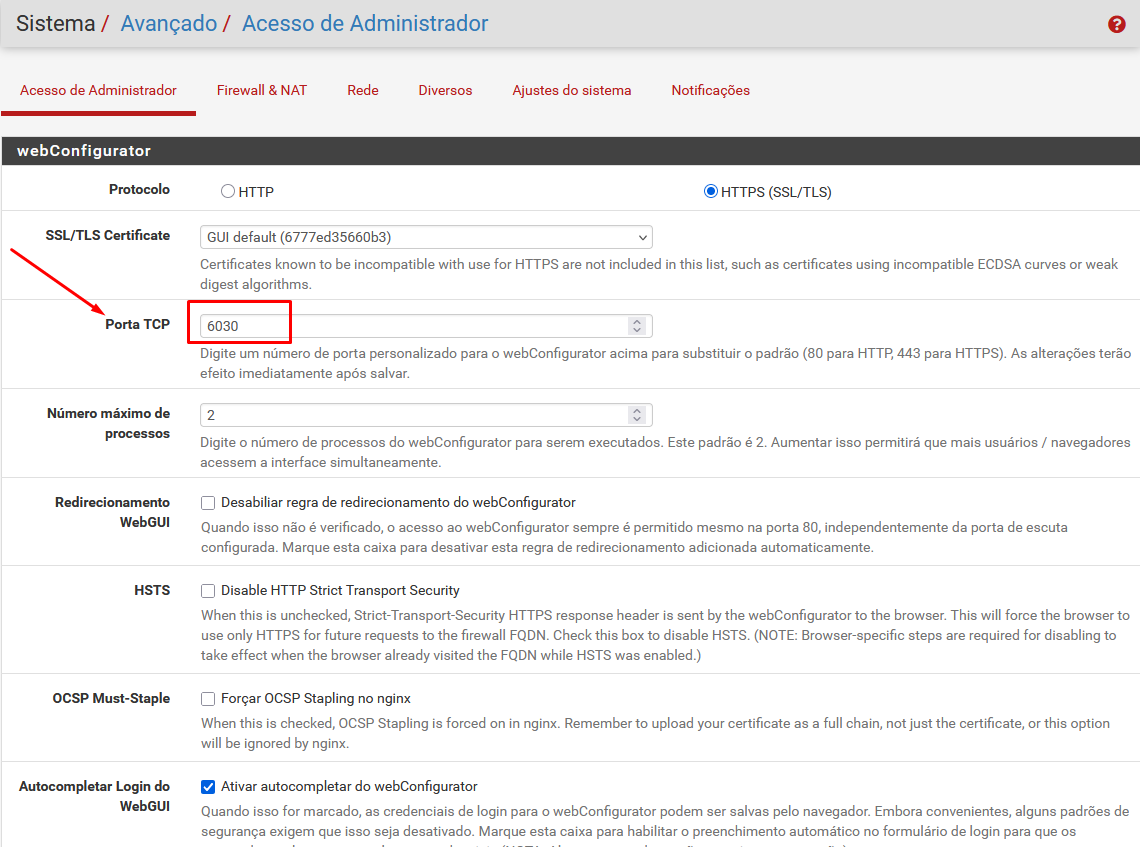 Sistema / Avançado / Acesso de Administrador
?
Acesso de Administrador Firewall & NAT Rede Diversos Ajustes do sistema Notificações
webConfigurator
Protocolo HTTP HTTPS (SSL/TLS)
SSL/TLS Certificate GUI default (6777ed35660b3)
Certificates known to be incompatible with use for HTTPS are not included in this list, such as certificates using incompatible ECDSA curves or weak
digest algorithms.
Porta TCP 6030
Digite um número de porta personalizado para o webConfigurator acima para substituir o padrão (80 para HTTP, 443 para HTTPS). As alterações terão
efeito imediatamente após salvar.
Número máximo de
processos
2
Digite o número de processos do webConfigurator para serem executados. Este padrão é 2. Aumentar isso permitirá que mais usuários / navegadores
acessem a interface simultaneamente.
Redirecionamento
WebGUI
Desabiliar regra de redirecionamento do webConfigurator
Quando isso não é verificado, o acesso ao webConfigurator sempre é permitido mesmo na porta 80, independentemente da porta de escuta
configurada. Marque esta caixa para desativar esta regra de redirecionamento adicionada automaticamente.
HSTS Disable HTTP Strict Transport Security
When this is unchecked, Strict-Transport-Security HTTPS response header is sent by the webConfigurator to the browser. This will force the browser to
use only HTTPS for future requests to the firewall FQDN. Check this box to disable HSTS. (NOTE: Browser-specific steps are required for disabling to
take effect when the browser already visited the FQDN while HSTS was enabled.)
OCSP Must-Staple Forçar OCSP Stapling no nginx
When this is checked, OCSP Stapling is forced on in nginx. Remember to upload your certificate as a full chain, not just the certificate, or this option
will be ignored by nginx.
Autocompletar Login do
WebGUI
Ativar autocompletar do webConfigurator
Quando isso for marcado, as credenciais de login para o webConfigurator podem ser salvas pelo navegador. Embora convenientes, alguns padrões de
segurança exigem que isso seja desativado. Marque esta caixa para habilitar o preenchimento automático no formulário de login para que os